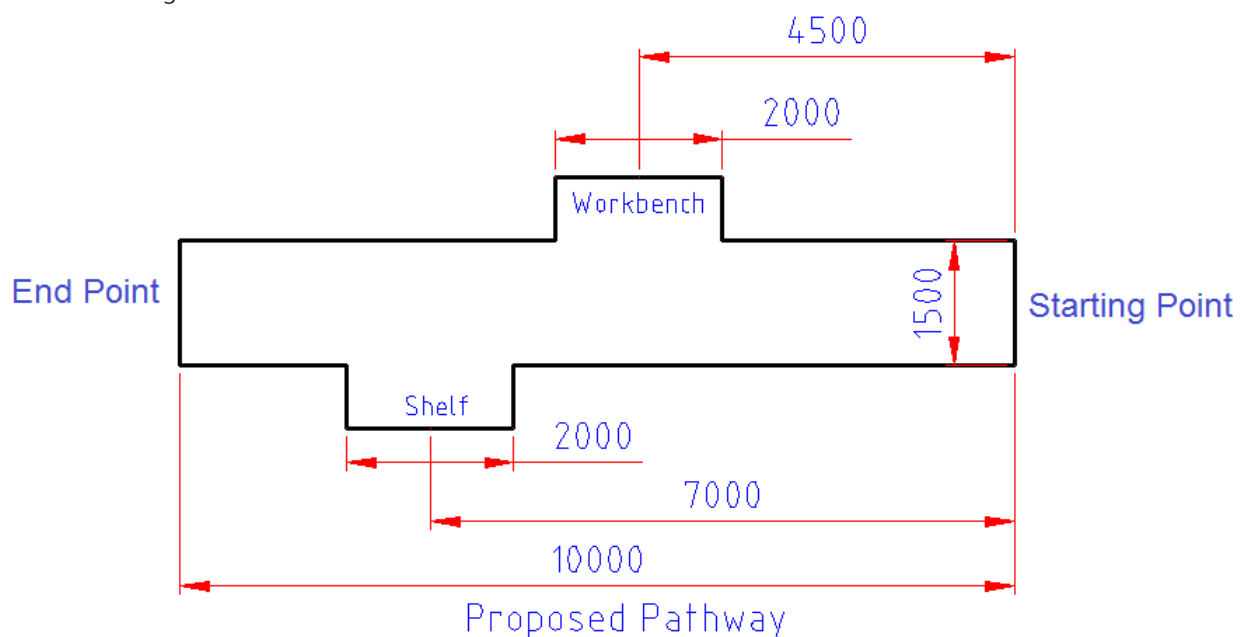 4500
2000
Workbench
End Point
1500
Starting Point
Shelf
2000
7000
10000
Proposed Pathway